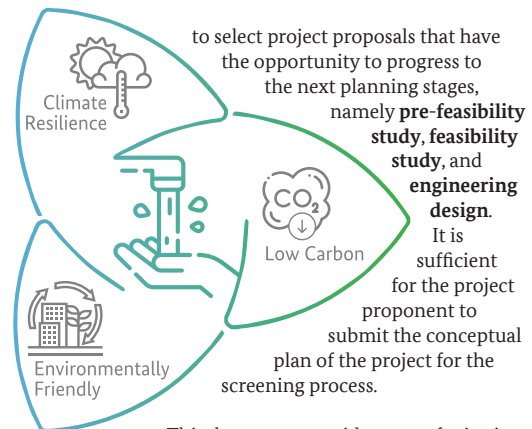 to select project proposals that have
the opportunity to progress to
the next planning stages,
namely pre-feasibility
study, feasibility
study, and
engineering
design.
It is
sufficient
for the project
proponent to
submit the conceptual
plan of the project for the
screening process.
Climate
Resilience
CO2
Low Carbon
Environmentally
Friendly